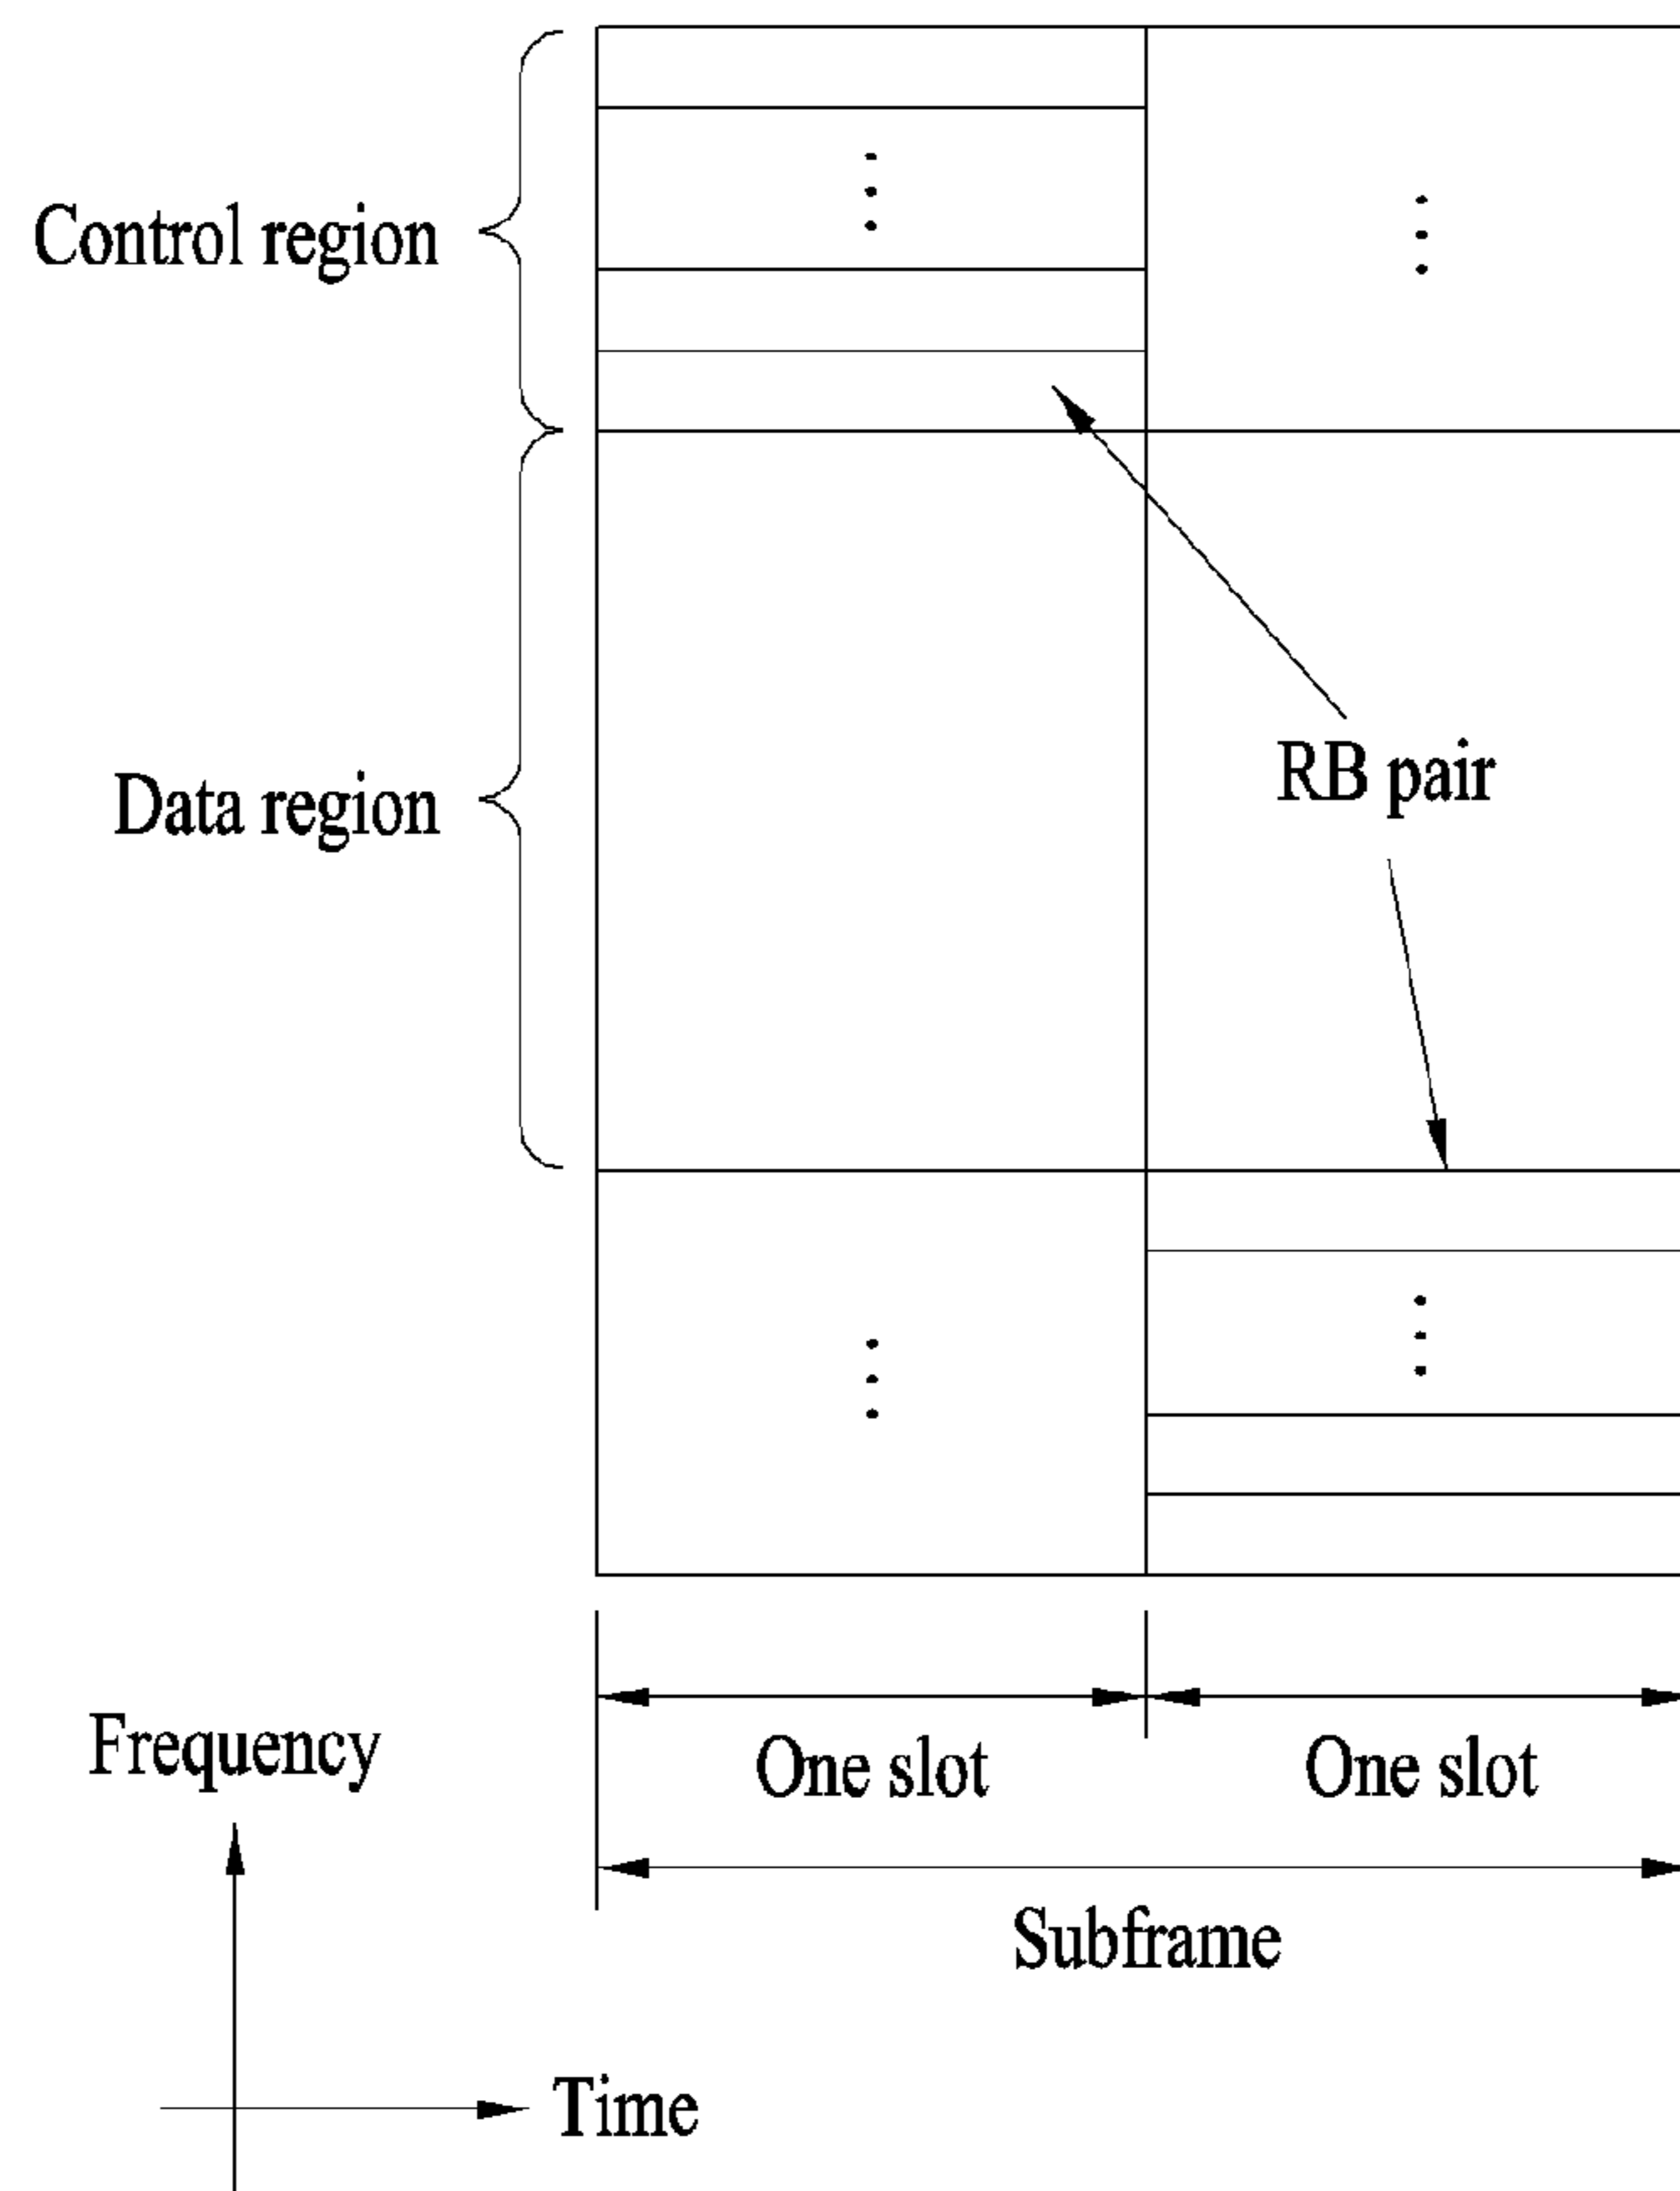 Control region
Data region
RB pair
One slot
One slot
Subframe
Frequency
Time